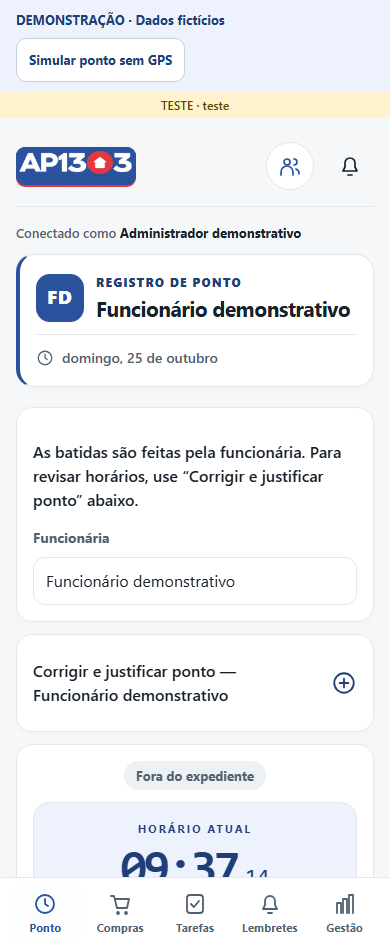 DEMONSTRAÇÃO · Dados fictícios
Simular ponto sem GPS
TESTE · teste
AP1303
Conectado como Administrador demonstrativo
FD
REGISTRO DE PONTO
Funcionário demonstrativo
domingo, 25 de outubro
As batidas são feitas pela funcionária. Para
revisar horários, use “Corrigir e justificar
ponto” abaixo.
Funcionária
Funcionário demonstrativo
Corrigir e justificar ponto —
Funcionário demonstrativo
Fora do expediente
HORÁRIO ATUAL
09:37
Ponto
Compras
Tarefas
Lembretes
Gestão